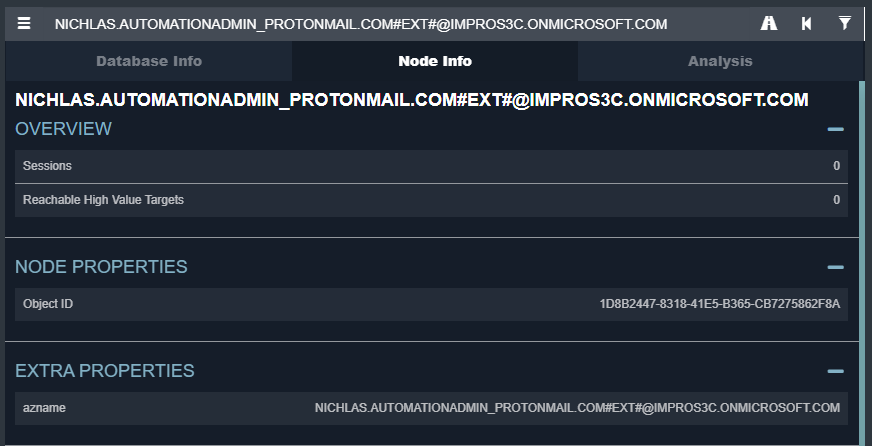 NICHLAS.AUTOMATIONADMIN_PROTONMAIL.COM#EXT#@IMPROS3C.ONMICROSOFT.COM
Database Info Node Info Analysis
NICHLAS.AUTOMATIONADMIN_PROTONMAIL.COM#EXT#@IMPROS3C.ONMICROSOFT.COM
OVERVIEW
Sessions 0
Reachable High Value Targets 0
NODE PROPERTIES
Object ID 1D8B2447-8318-41E5-B365-CB7275862F8A
EXTRA PROPERTIES
azname NICHLAS.AUTOMATIONADMIN_PROTONMAIL.COM#EXT#@IMPROS3C.ONMICROSOFT.COM